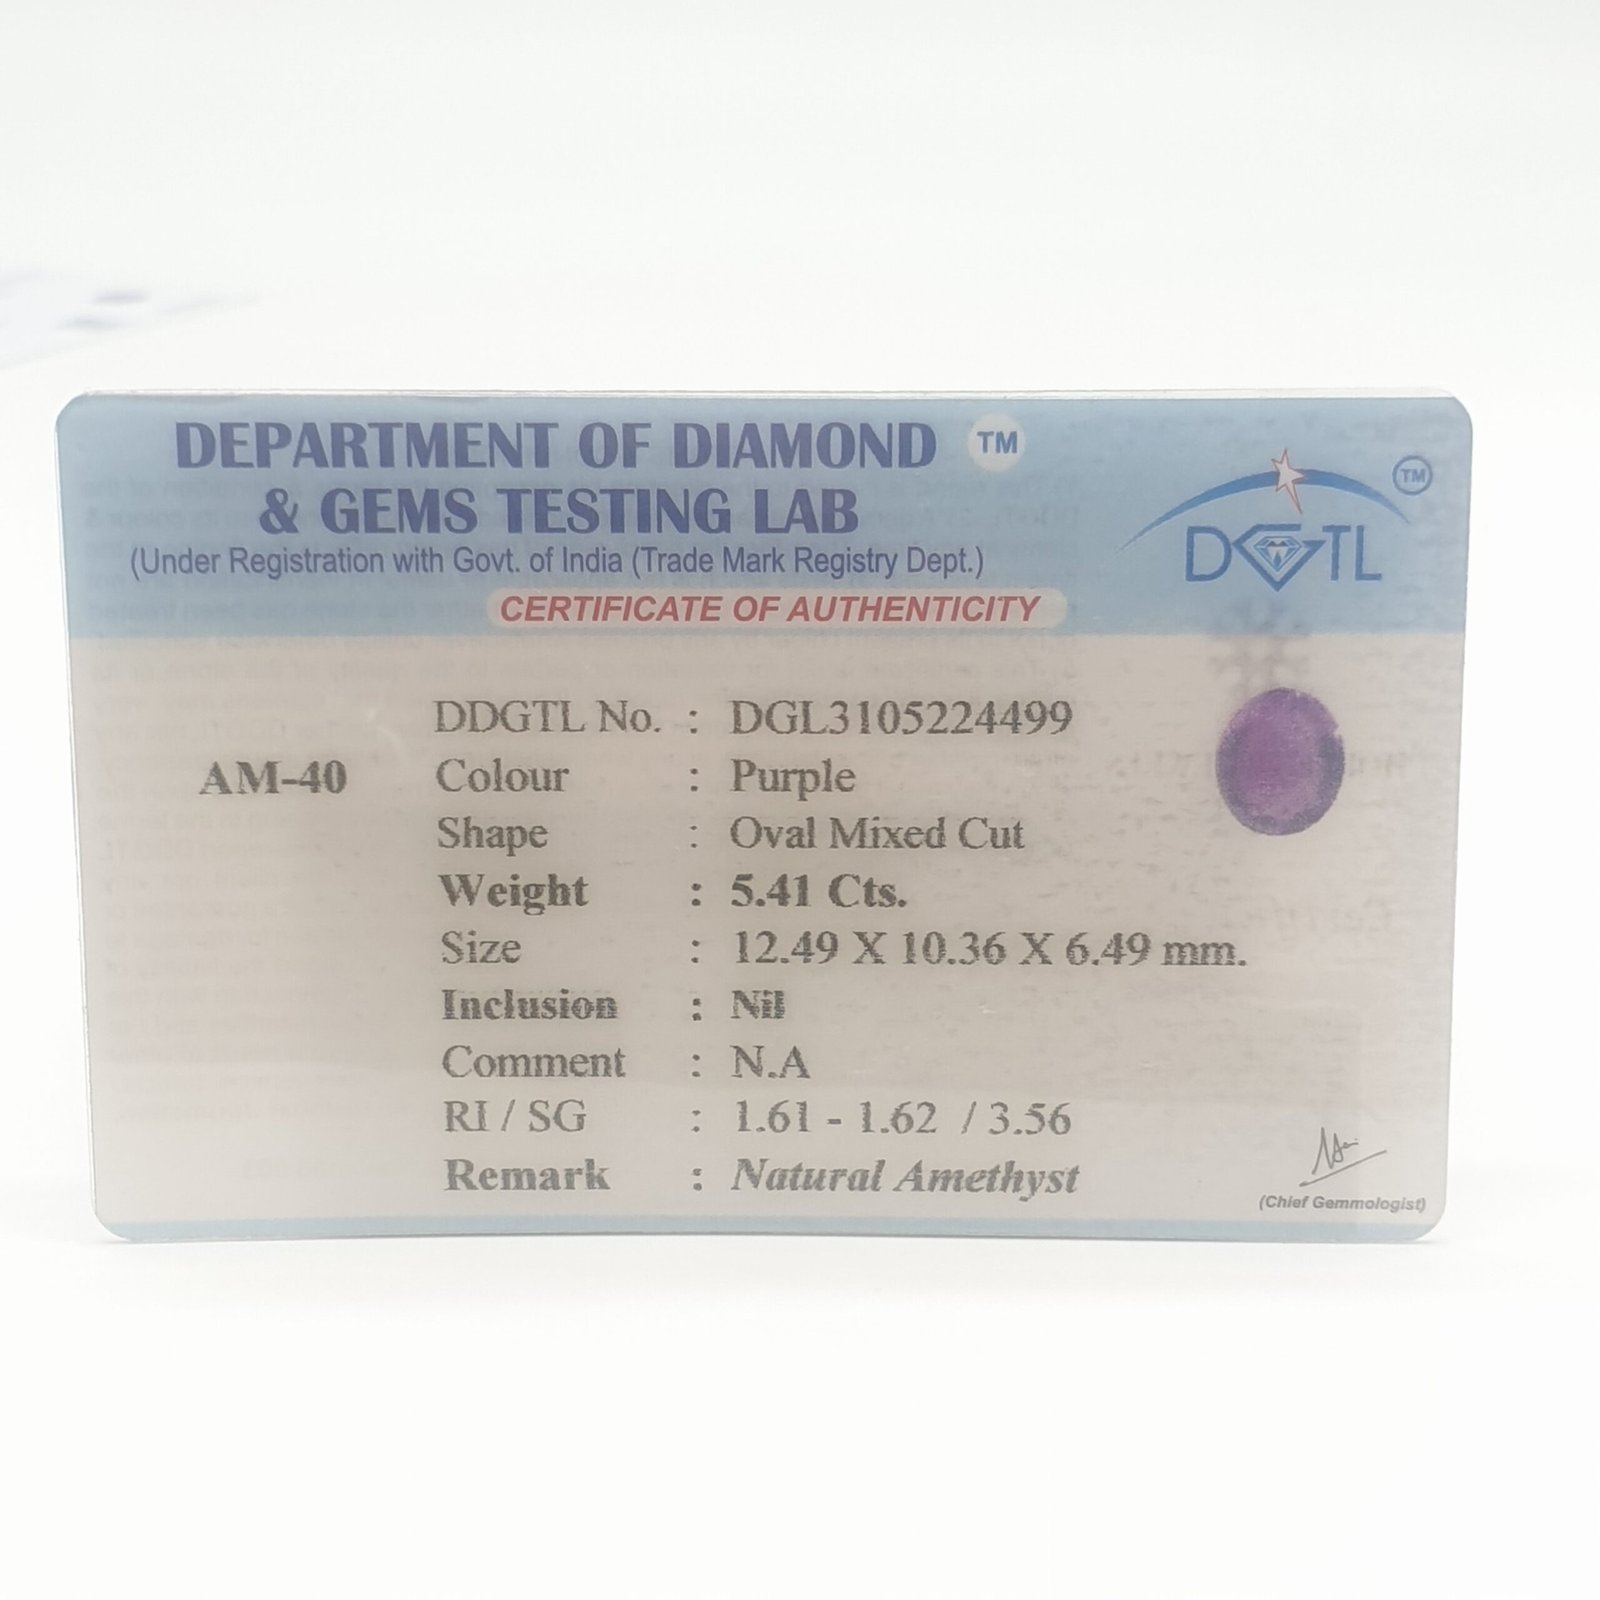 DEPARTMENT OF DIAMOND TM
& GEMS TESTING LAB
(Under Registration with Govt. of India (Trade Mark Registry Dept.)
CERTIFICATE OF AUTHENTICITY
DGTL TM
AM-40
DDGTL No. : DGL3105224499
Colour : Purple
Shape : Oval Mixed Cut
Weight : 5.41 Cts.
Size : 12.49 X 10.36 X 6.49 mm.
Inclusion : Nil
Comment : N.A
RI / SG : 1.61 - 1.62 / 3.56
Remark : Natural Amethyst
(Chief Gemmologist)